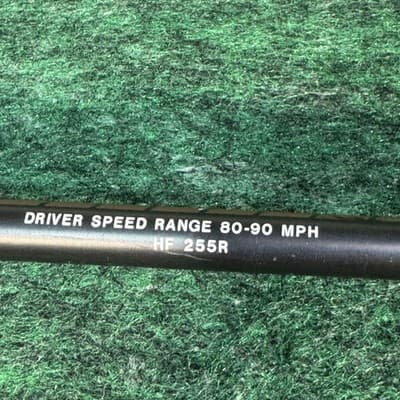 DRIVER SPEED RANGE 80-90 MPH
HF 255R